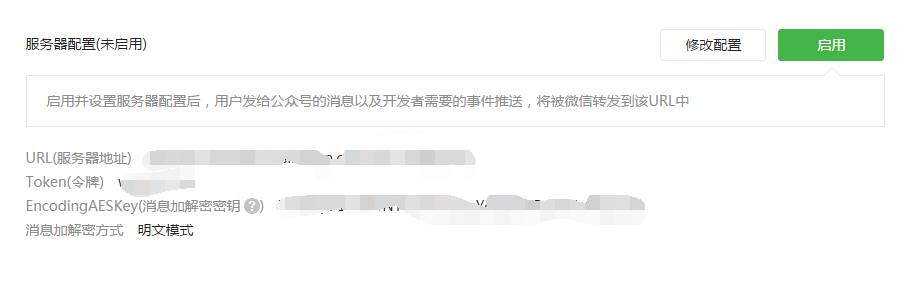 服务器配置(未启用)
修改配置
启用
启用并设置服务器配置后，用户发给公众号的消息以及开发者需要的事件推送，将被微信转发到该URL中
URL(服务器地址)
Token(令牌)
EncodingAESKey(消息加解密密钥 ?)
消息加解密方式 明文模式